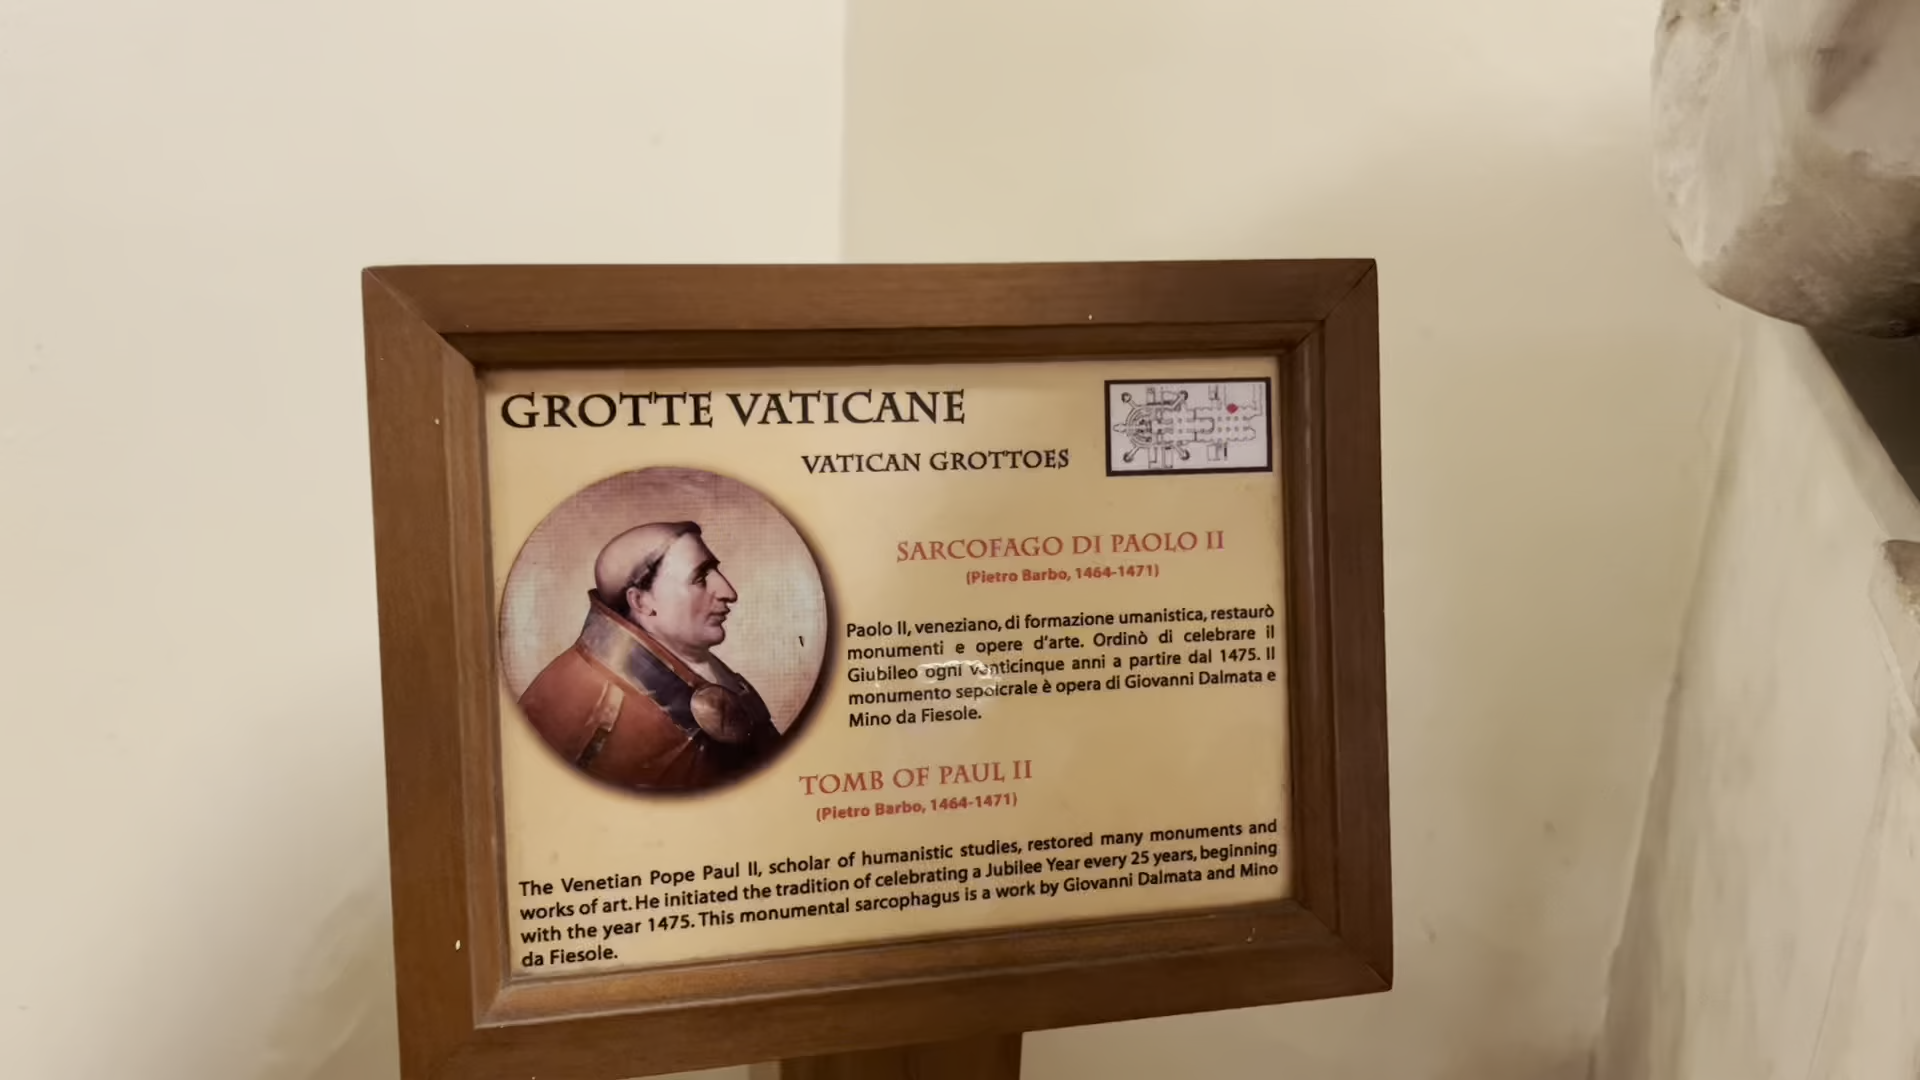 GROTTE VATICANE
VATICAN GROTTOES
SARCOFAGO DI PAOLO II
(Pietro Barbo, 1464-1471)
Paolo II, veneziano, di formazione umanistica, restaurò
monumenti e opere d'arte. Ordinò di celebrare il
Giubileo ogni venticinque anni a partire dal 1475. Il
monumento sepolcrale è opera di Giovanni Dalmata e
Mino da Fiesole.
TOMB OF PAUL II
(Pietro Barbo, 1464-1471)
The Venetian Pope Paul II, scholar of humanistic studies, restored many monuments and
works of art. He initiated the tradition of celebrating a Jubilee Year every 25 years, beginning
with the year 1475. This monumental sarcophagus is a work by Giovanni Dalmata and Mino
da Fiesole.